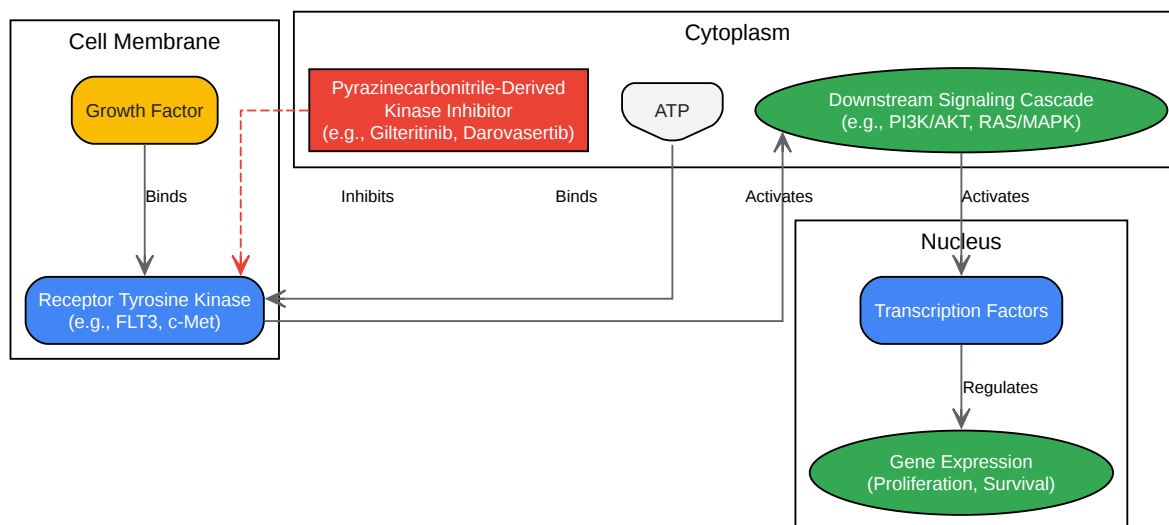 Cell Membrane
Growth Factor
Binds
Receptor Tyrosine Kinase
(e.g., FLT3, c-Met)
Cytoplasm
Pyrazinecarbonitrile-Derived
Kinase Inhibitor
(e.g., Gilteritinib, Darovasertib)
ATP
Downstream Signaling Cascade
(e.g., PI3K/AKT, RAS/MAPK)
Inhibits
Binds
Activates
Activates
Nucleus
Transcription Factors
Regulates
Gene Expression
(Proliferation, Survival)